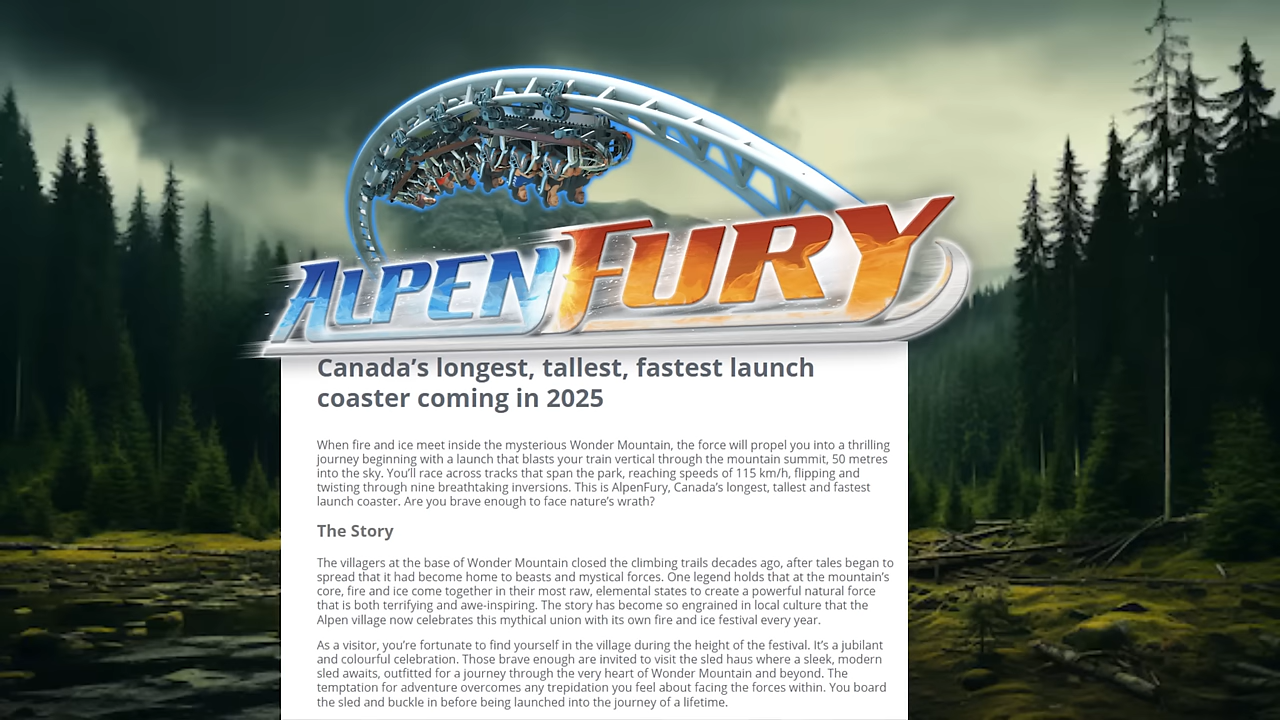 ALPENFURY
Canada’s longest, tallest, fastest launch
coaster coming in 2025
When fire and ice meet inside the mysterious Wonder Mountain, the force will propel you into a thrilling
journey beginning with a launch that blasts your train vertical through the mountain summit, 50 metres
into the sky. You’ll race across tracks that span the park, reaching speeds of 115 km/h, flipping and
twisting through nine breathtaking inversions. This is AlpenFury, Canada’s longest, tallest and fastest
launch coaster. Are you brave enough to face nature’s wrath?
The Story
The villagers at the base of Wonder Mountain closed the climbing trails decades ago, after tales began to
spread that it had become home to beasts and mystical forces. One legend holds that at the mountain’s
core, fire and ice come together in their most raw, elemental states to create a powerful natural force
that is both terrifying and awe-inspiring. The story has become so engrained in local culture that the
Alpen village now celebrates this mythical union with its own fire and ice festival every year.
As a visitor, you’re fortunate to find yourself in the village during the height of the festival. It’s a jubilant
and colourful celebration. Those brave enough are invited to visit the sled haus where a sleek, modern
sled awaits, outfitted for a journey through the very heart of Wonder Mountain and beyond. The
temptation for adventure overcomes any trepidation you feel about facing the forces within. You board
the sled and buckle in before being launched into the journey of a lifetime.